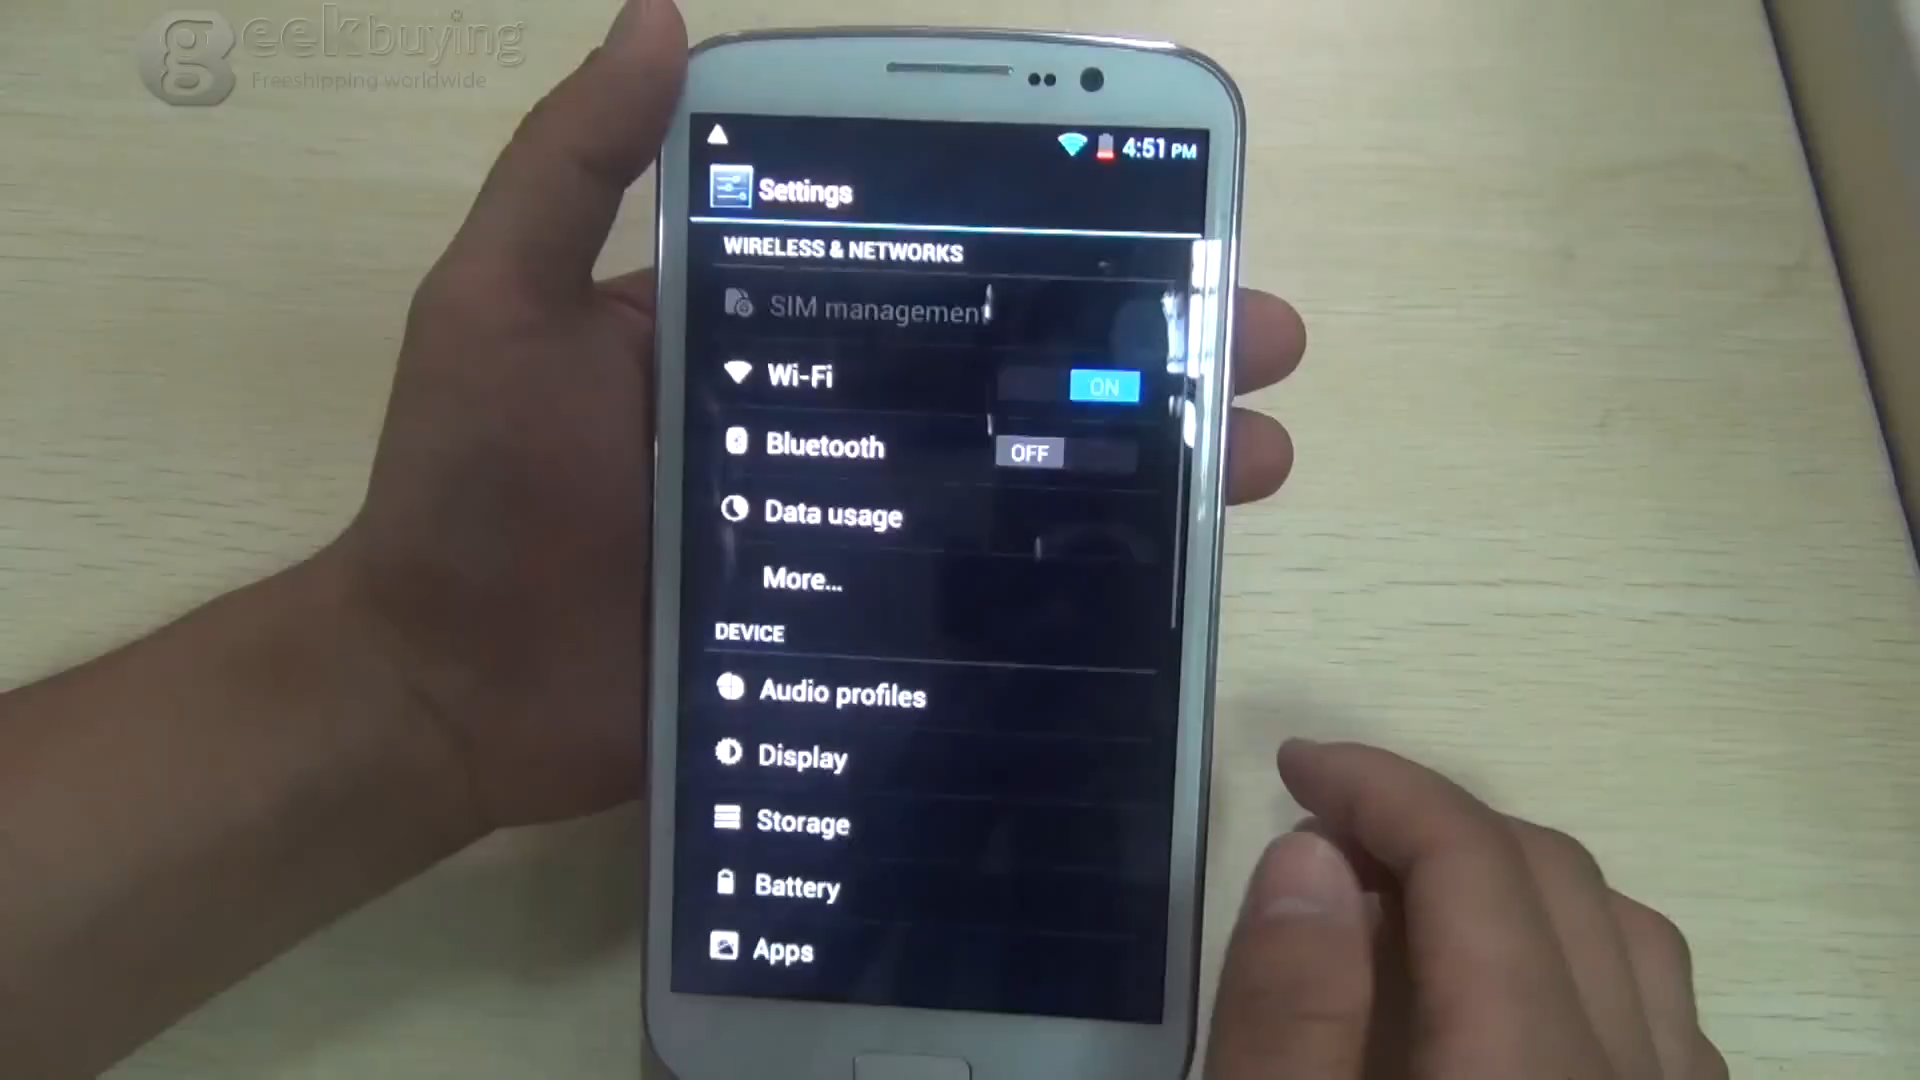 geekbuying
Freeshipping worldwide
4:51 PM
Settings
WIRELESS & NETWORKS
SIM management
Wi-Fi
ON
Bluetooth
OFF
Data usage
More...
DEVICE
Audio profiles
Display
Storage
Battery
Apps